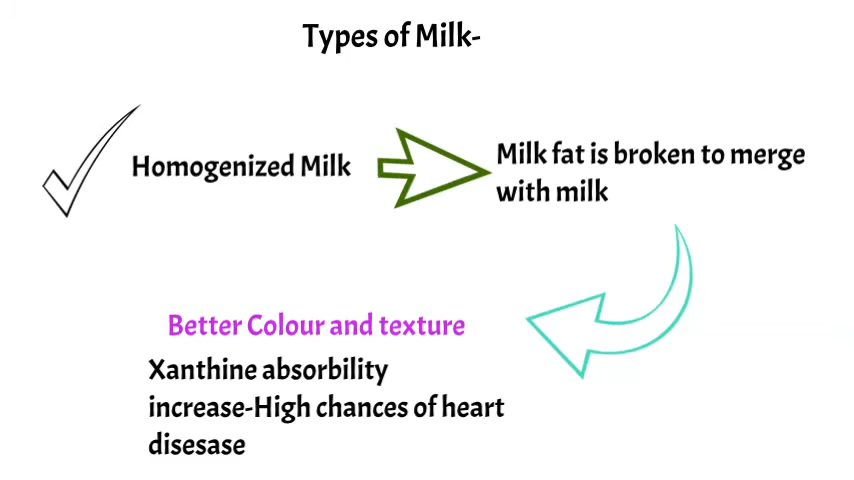 Types of Milk-
Homogenized Milk
Milk fat is broken to merge
with milk
Better Colour and texture
Xanthine absorbility
increase-High chances of heart
disesase